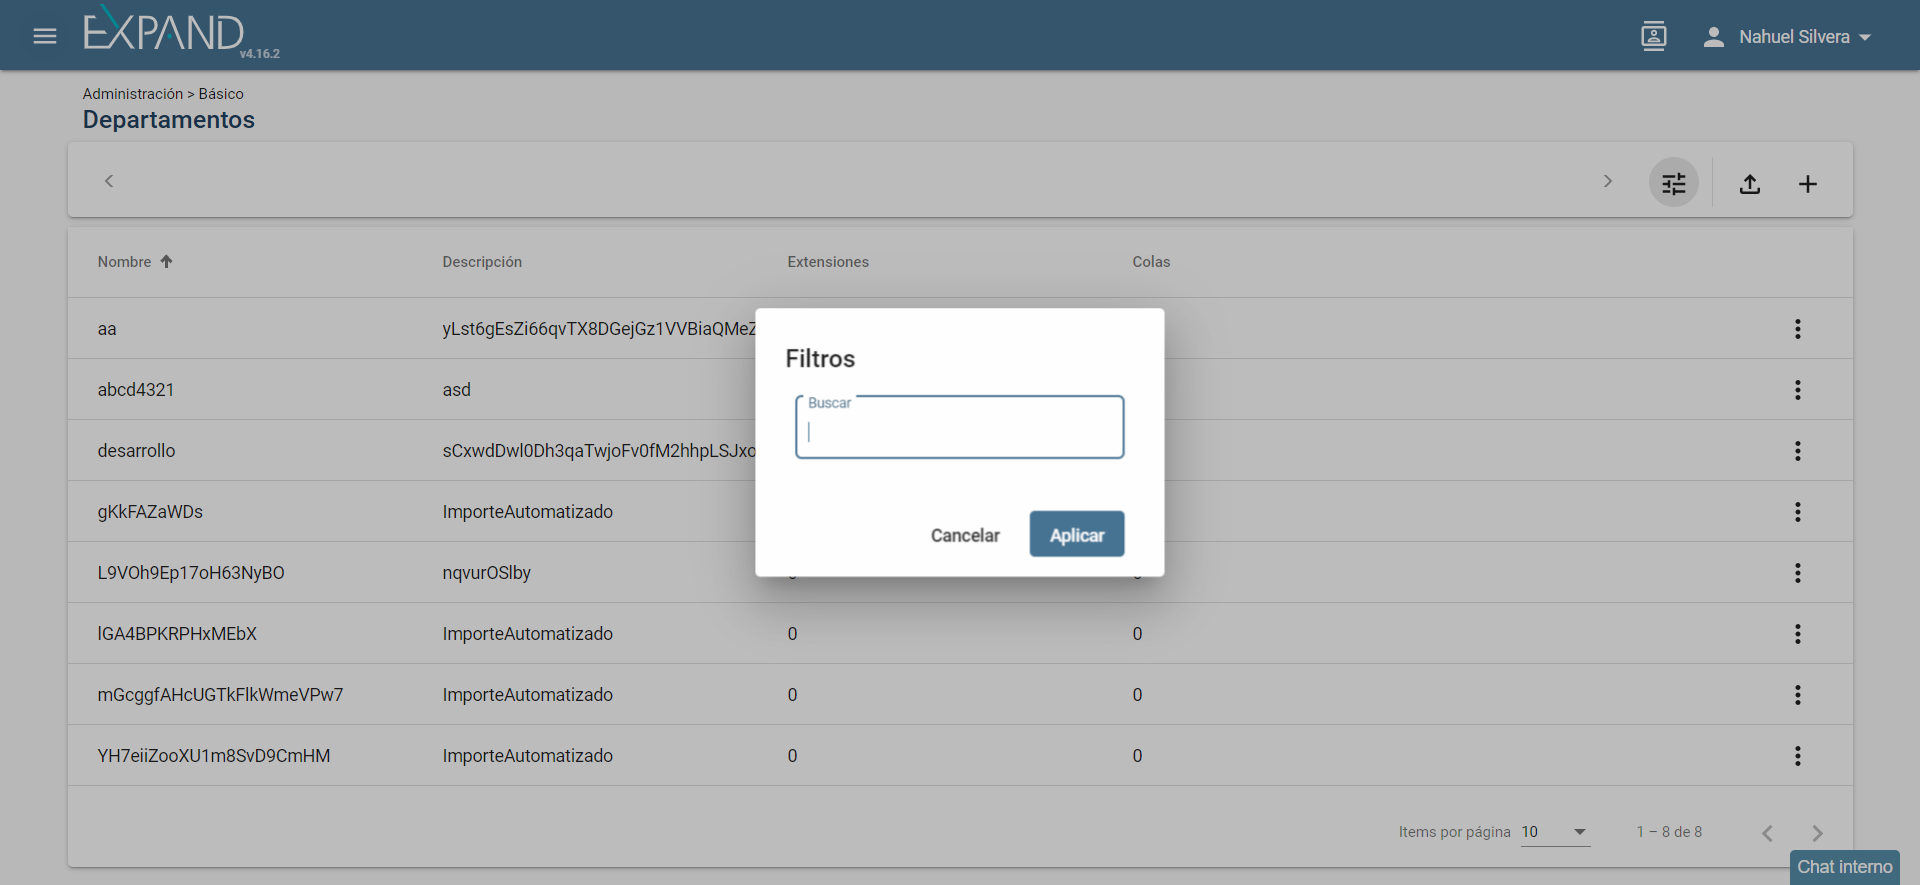 EXPAND
v4.16.2
Nahuel Silvera
Administración > Básico
Departamentos
Nombre Descripción Extensiones Colas
aa yLst6gEsZi66qvTX8DGejGz1VVBiaQMeZ
abcd4321 asd
desarrollo sCxwdDwl0Dh3qaTwjoFv0fM2hhpLSJxo
gKkFAZaWDs ImporteAutomatizado
L9VOh9Ep17oH63NyBO nqvurOSlby
lGA4BPKRPHxMEbX ImporteAutomatizado 0 0
mGcggfAHcUGTkFlkWmeVPw7 ImporteAutomatizado 0 0
YH7eiiZooXU1m8SvD9CmHM ImporteAutomatizado 0 0
Filtros
Buscar
Cancelar Aplicar
Items por página 10 1 – 8 de 8
Chat interno